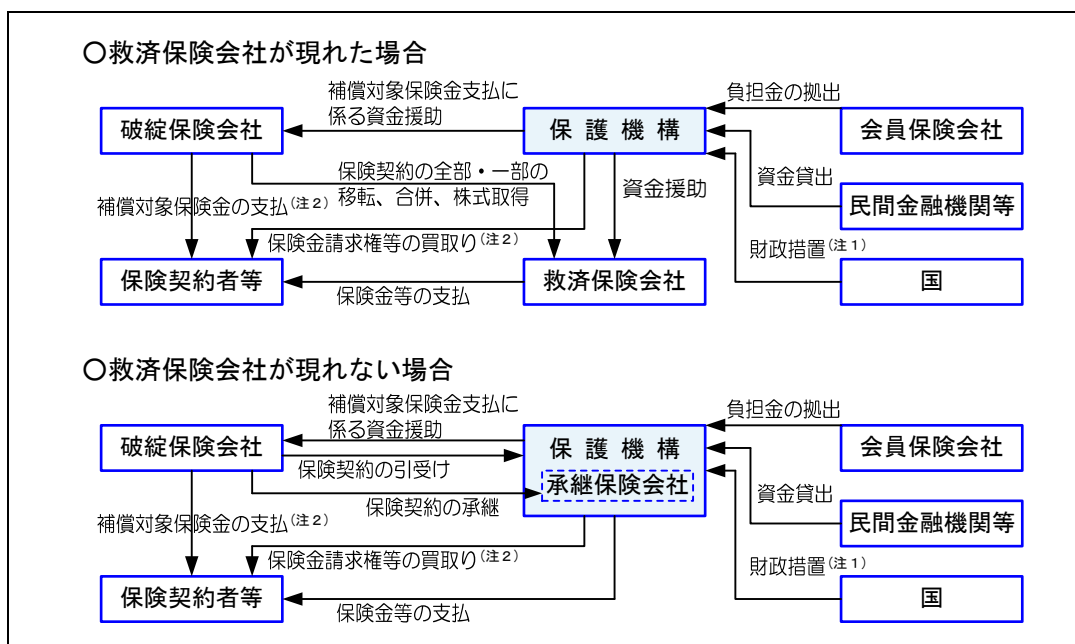 〇救済保険会社が現れた場合
補償対象保険金支払に
係る資金援助
負担金の拠出
破綻保険会社
保護機構
会員保険会社
保険契約の全部・一部の
移転、合併、株式取得
資金援助
資金貸出
補償対象保険金の支払(注2)
民間金融機関等
保険金請求権等の買取り(注2)
財政措置(注1)
保険契約者等
救済保険会社
国
保険金等の支払
〇救済保険会社が現れない場合
補償対象保険金支払に
係る資金援助
負担金の拠出
破綻保険会社
保護機構
会員保険会社
保険契約の引受け
承継保険会社
資金貸出
保険契約の承継
補償対象保険金の支払(注2)
民間金融機関等
保険金請求権等の買取り(注2)
財政措置(注1)
保険契約者等
国
保険金等の支払